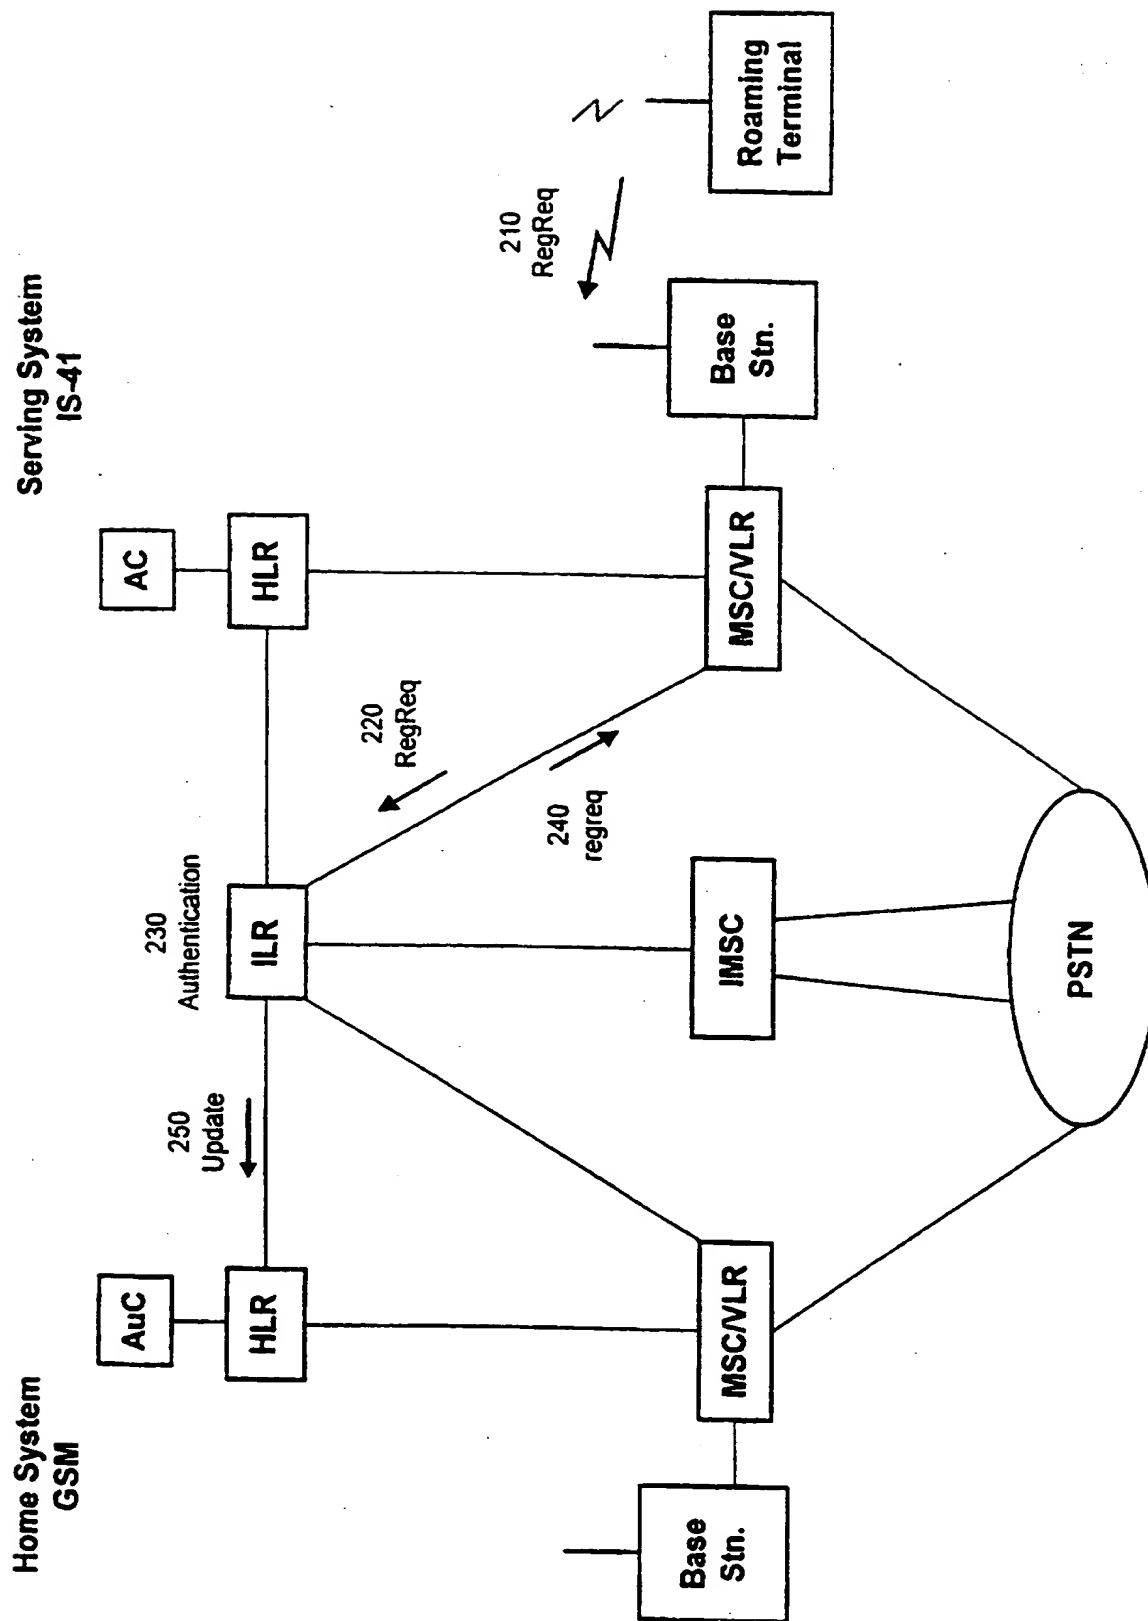 Home System
GSM
Serving System
IS-41
AuC
HLR
250
Update
230
Authentication
ILR
AC
HLR
220
RegReq
240
regreq
210
RegReq
Base
Stn.
MSC/VLR
IMSC
MSC/VLR
Base
Stn.
Roaming
Terminal
PSTN